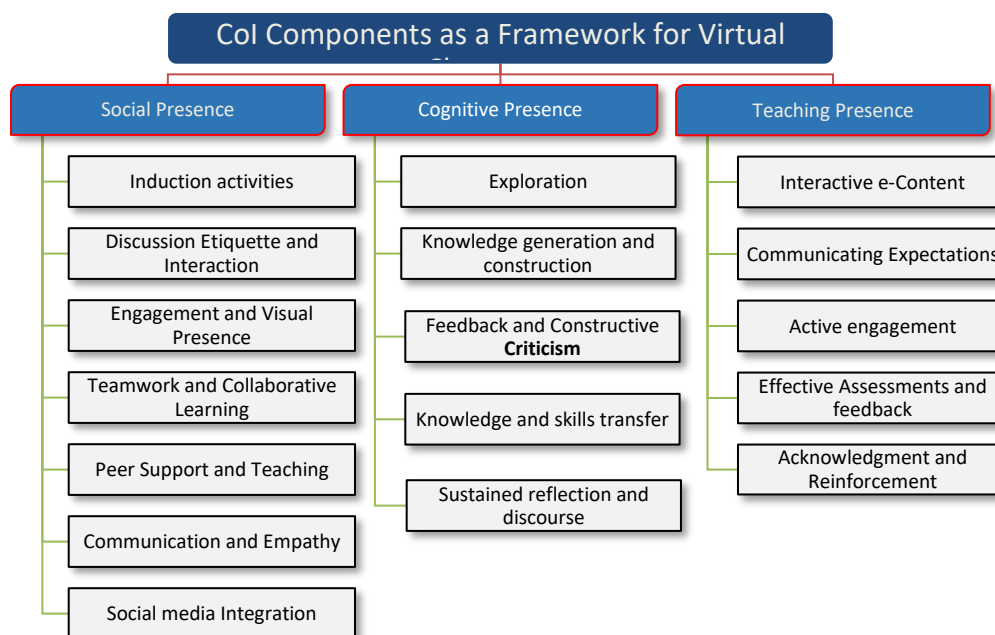 CoI Components as a Framework for Virtual
Social Presence
Induction activities
Discussion Etiquette and
Interaction
Engagement and Visual
Presence
Teamwork and Collaborative
Learning
Peer Support and Teaching
Communication and Empathy
Social media Integration
Cognitive Presence
Exploration
Knowledge generation and
construction
Feedback and Constructive
Criticism
Knowledge and skills transfer
Sustained reflection and
discourse
Teaching Presence
Interactive e-Content
Communicating Expectations
Active engagement
Effective Assessments and
feedback
Acknowledgment and
Reinforcement